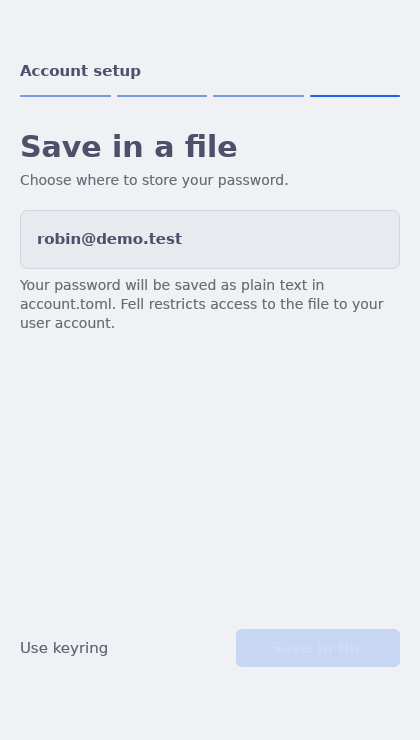 Account setup
Save in a file
Choose where to store your password.
robin@demo.test
Your password will be saved as plain text in
account.toml. Fell restricts access to the file to your
user account.
Use keyring
Save in file